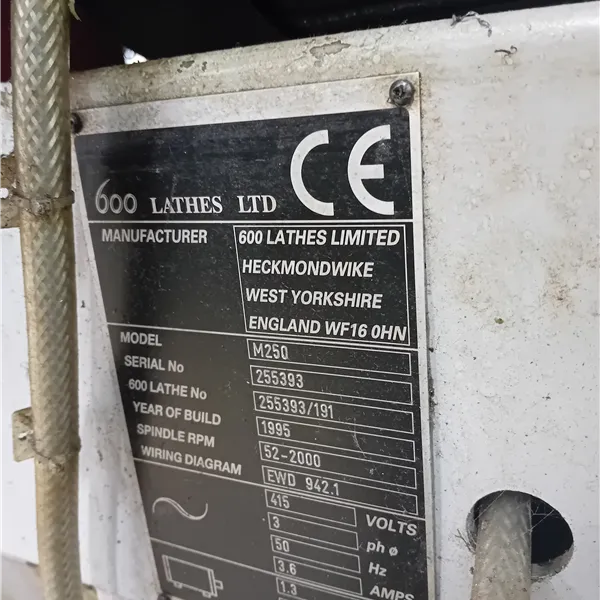 600 LATHES LTD CE
MANUFACTURER 600 LATHES LIMITED
HECKMONDWIKE
WEST YORKSHIRE
ENGLAND WF16 0HN
MODEL M250
SERIAL No 255393
600 LATHE No 255393/191
YEAR OF BUILD 1995
SPINDLE RPM 52-2000
WIRING DIAGRAM EWD 942.1
415 VOLTS
3 ph ø
50 Hz
3.6 AMPS
1.3